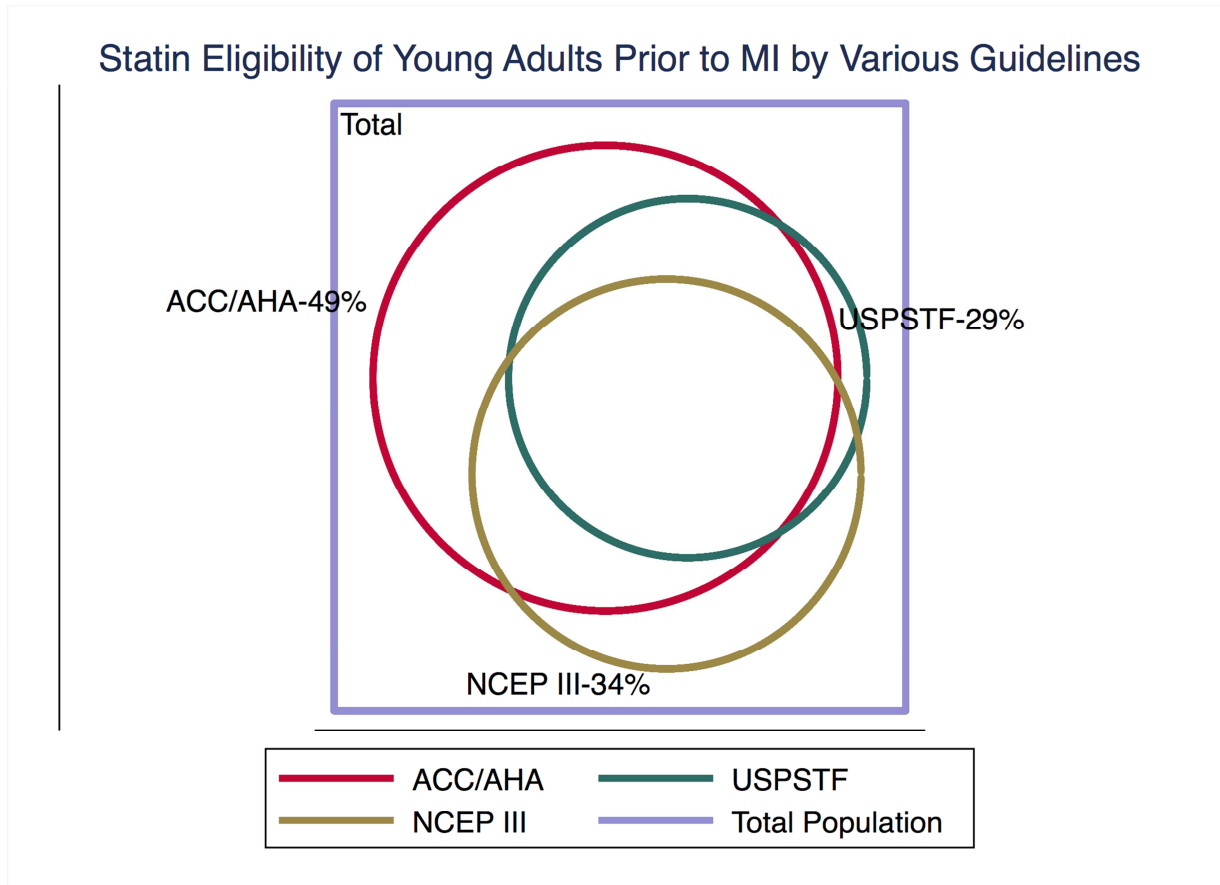 Statin Eligibility of Young Adults Prior to MI by Various Guidelines
Total
ACC/AHA-49%
USPSTF-29%
NCEP III-34%
ACC/AHA
USPSTF
NCEP III
Total Population